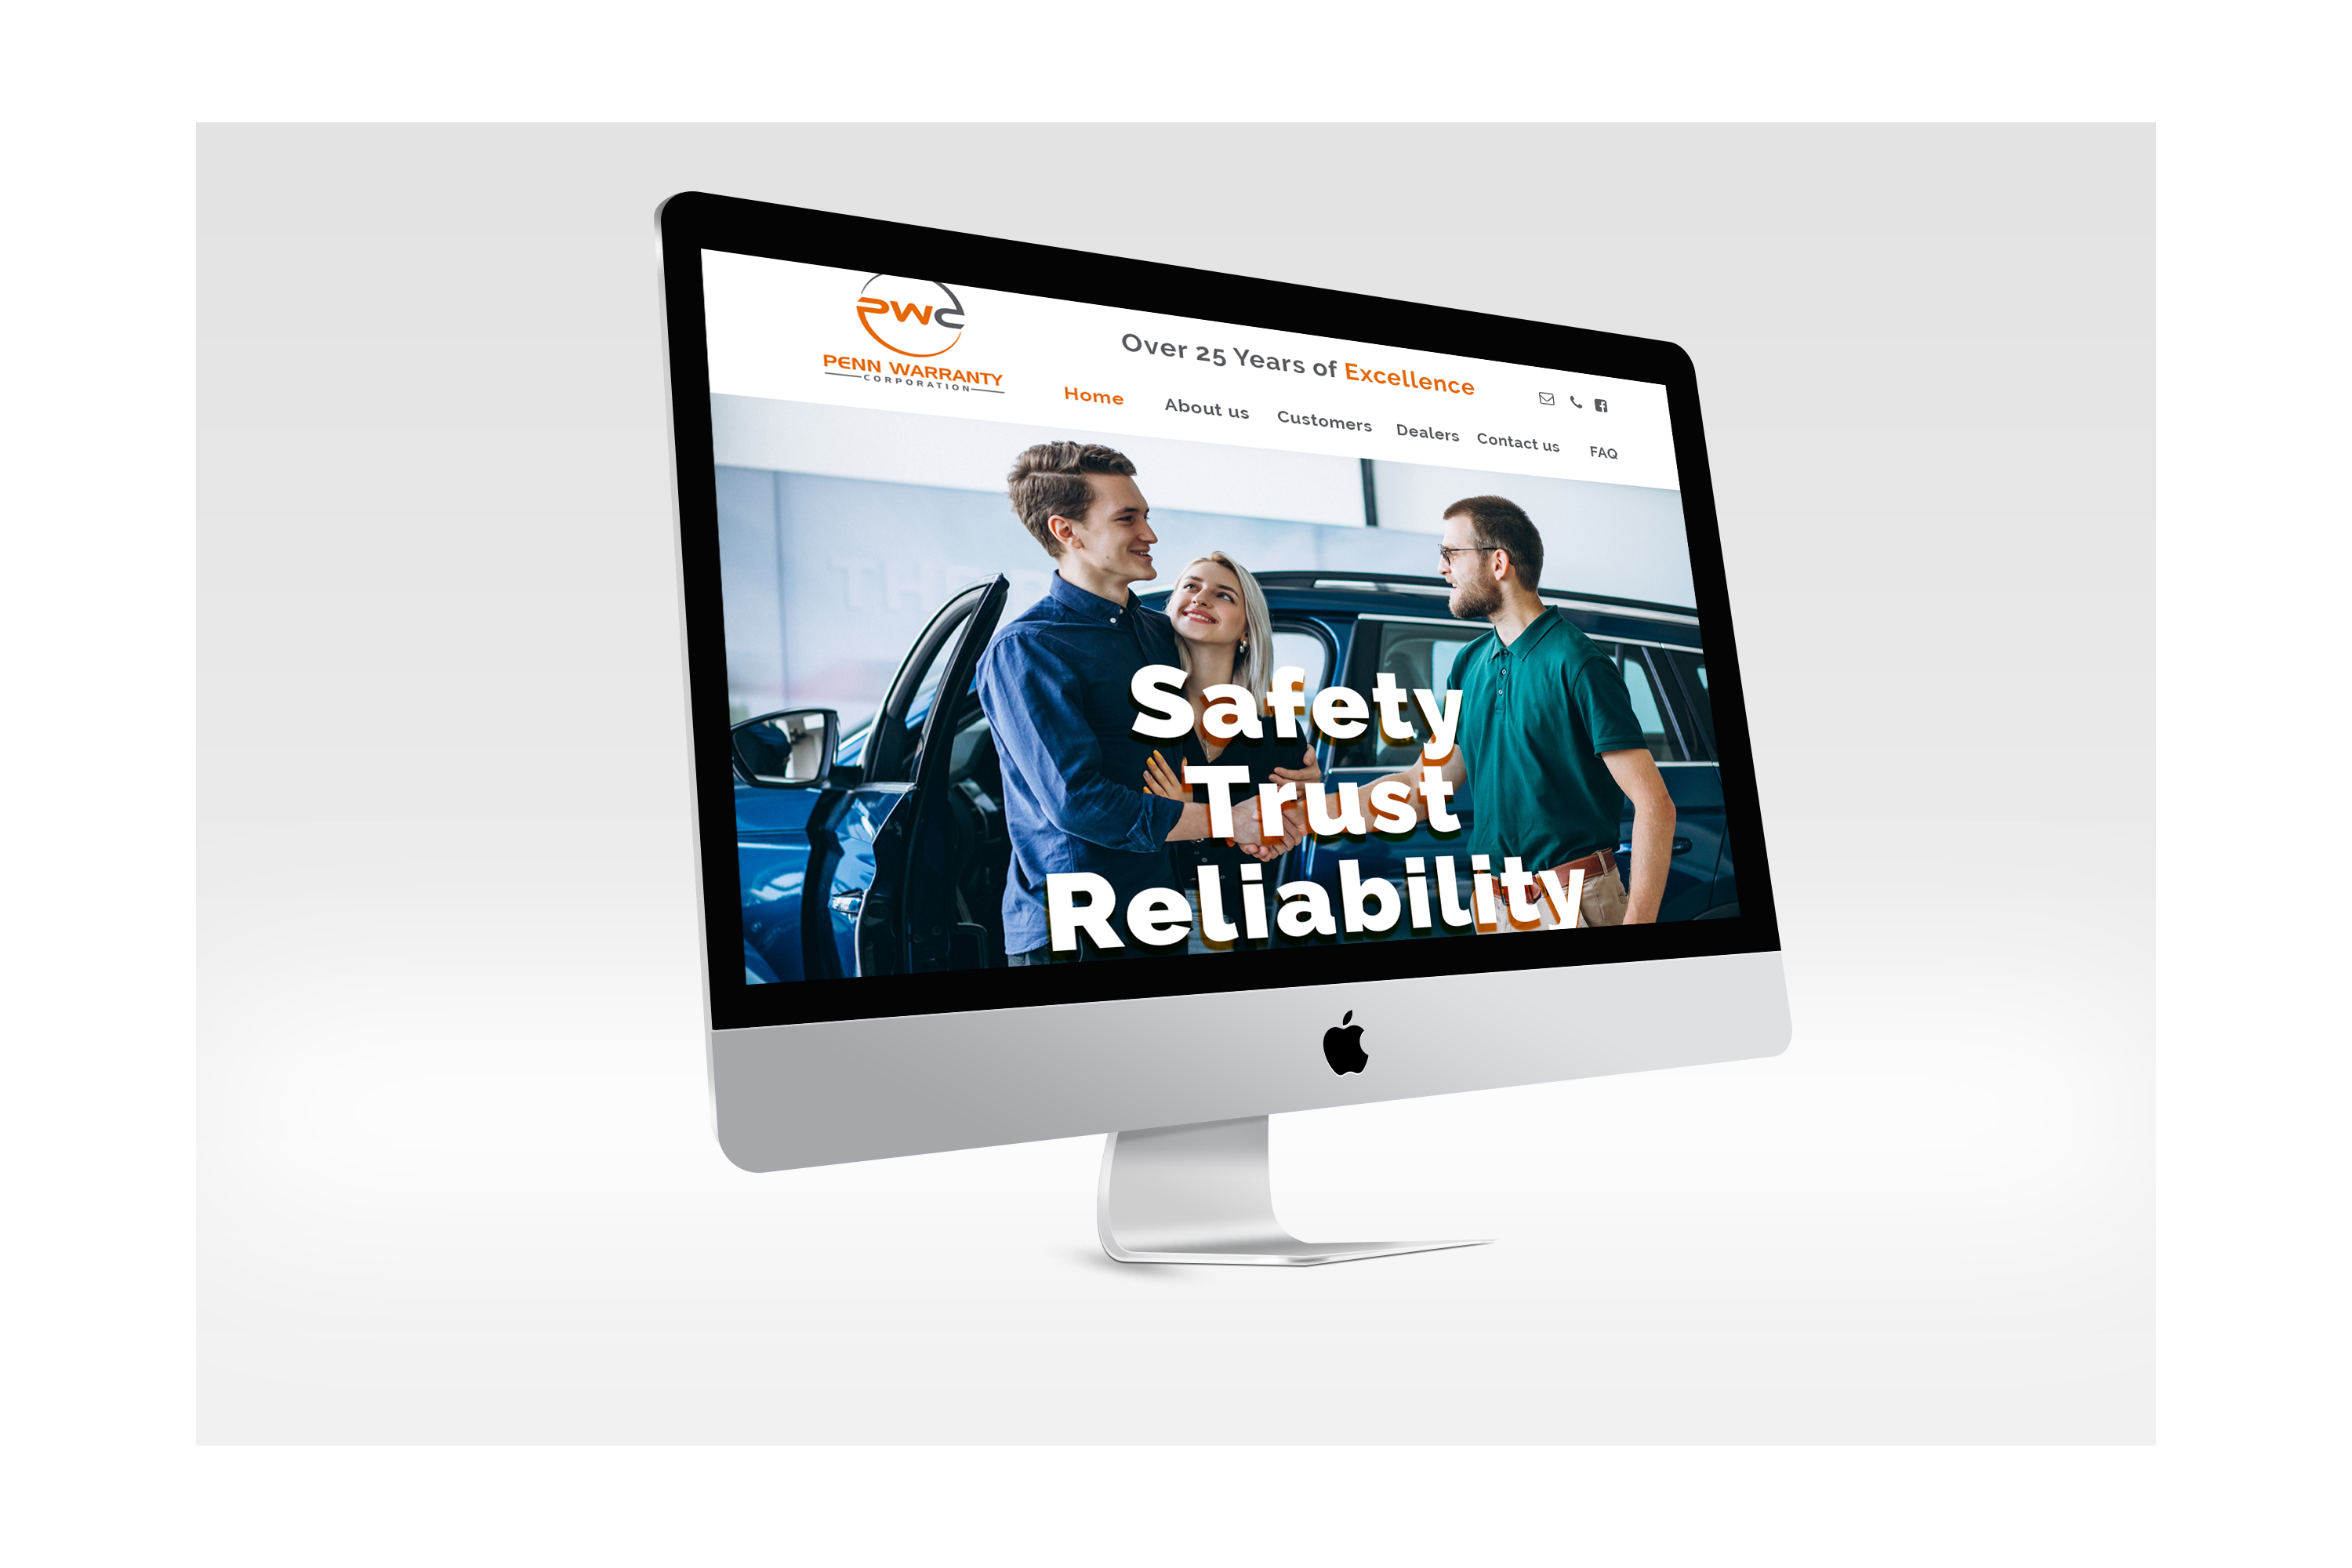 PWC
PENN WARRANTY
CORPORATION
Over 25 Years of Excellence
Home About us Customers Dealers Contact us FAQ
Safety
Trust
Reliability